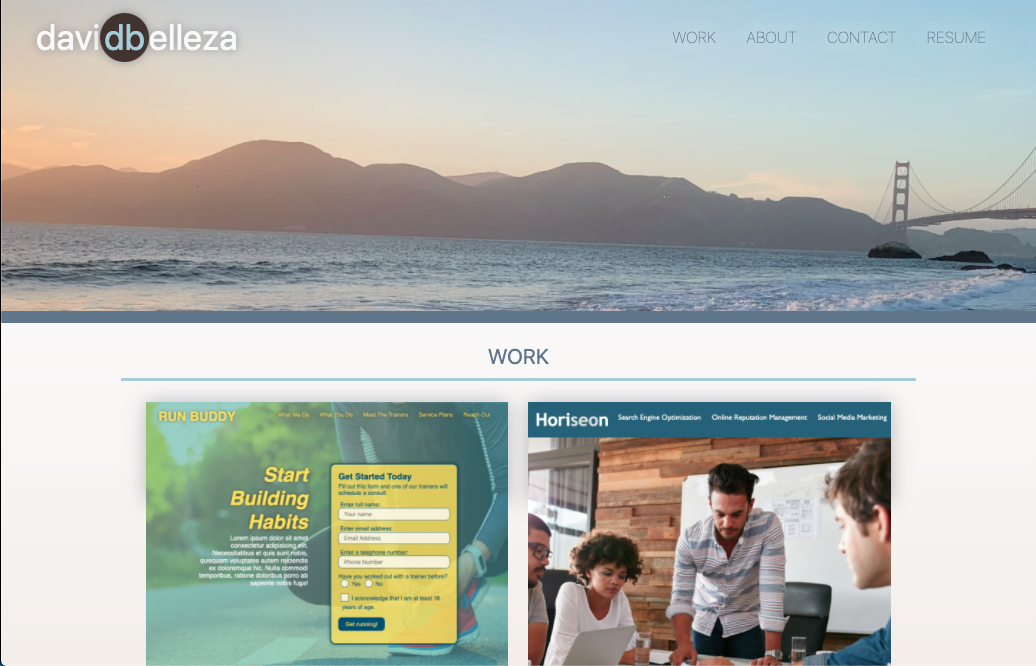 davidbelleza
WORK ABOUT CONTACT RESUME
WORK
RUN BUDDY
What We Do What You Do Meet The Trainers Service Plans Reach Out
Start
Building
Habits
Lorem ipsum dolor sit amet
consectetur adipisicing elit.
Necessitatibus et quis sunt nobis,
quisquam voluptates autem reiciendis
ex doloremque hic. Nulla commodi
temporibus, ratione doloribus porro ab
sapiente nobis fuga!
Get Started Today
Fill out this form and one of our trainers will
schedule a consult
Enter full name:
Your name
Enter email address:
Email Address
Enter a telephone number:
Phone Number
Have you worked out with a trainer before?
Yes No
I acknowledge that I am at least 18
years of age.
Get running!
Horiseon
Search Engine Optimization Online Reputation Management Social Media Marketing